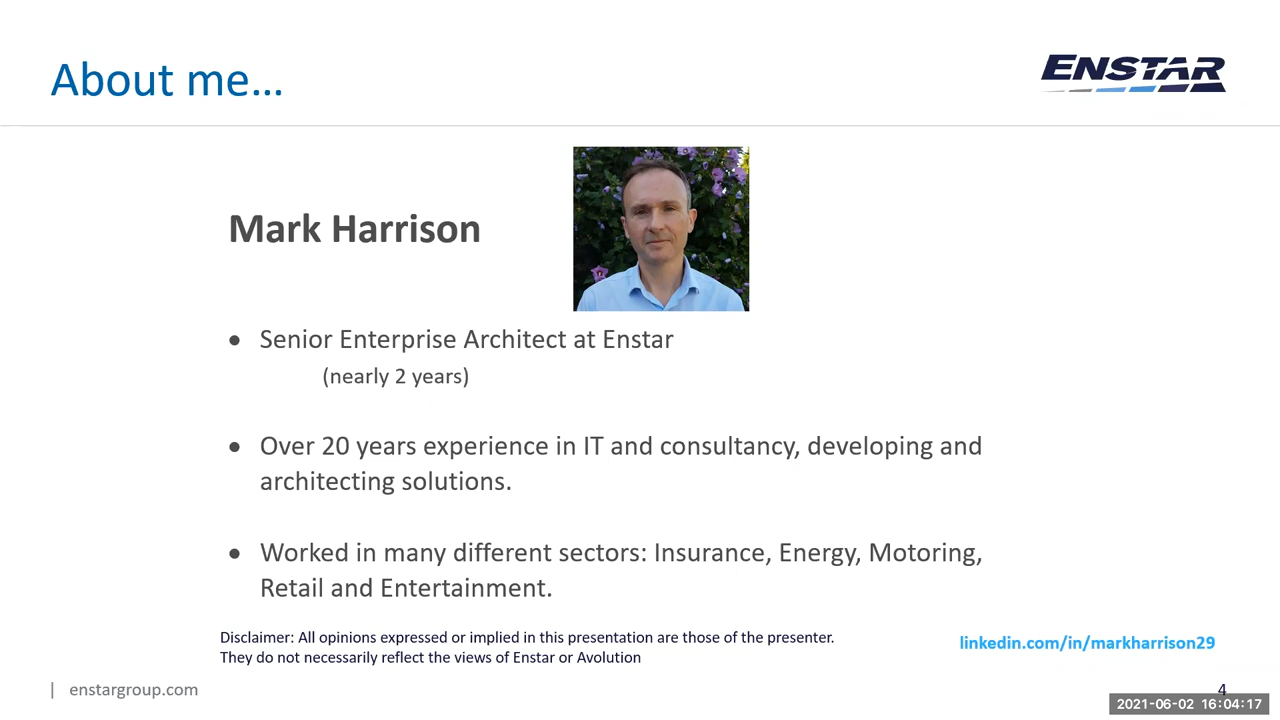 About me...
ENSTAR
Mark Harrison
• Senior Enterprise Architect at Enstar
(nearly 2 years)
• Over 20 years experience in IT and consultancy, developing and
architecting solutions.
• Worked in many different sectors: Insurance, Energy, Motoring,
Retail and Entertainment.
Disclaimer: All opinions expressed or implied in this presentation are those of the presenter.
They do not necessarily reflect the views of Enstar or Avolution
linkedin.com/in/markharrison29
| enstargroup.com
4
2021-06-02 16:04:17